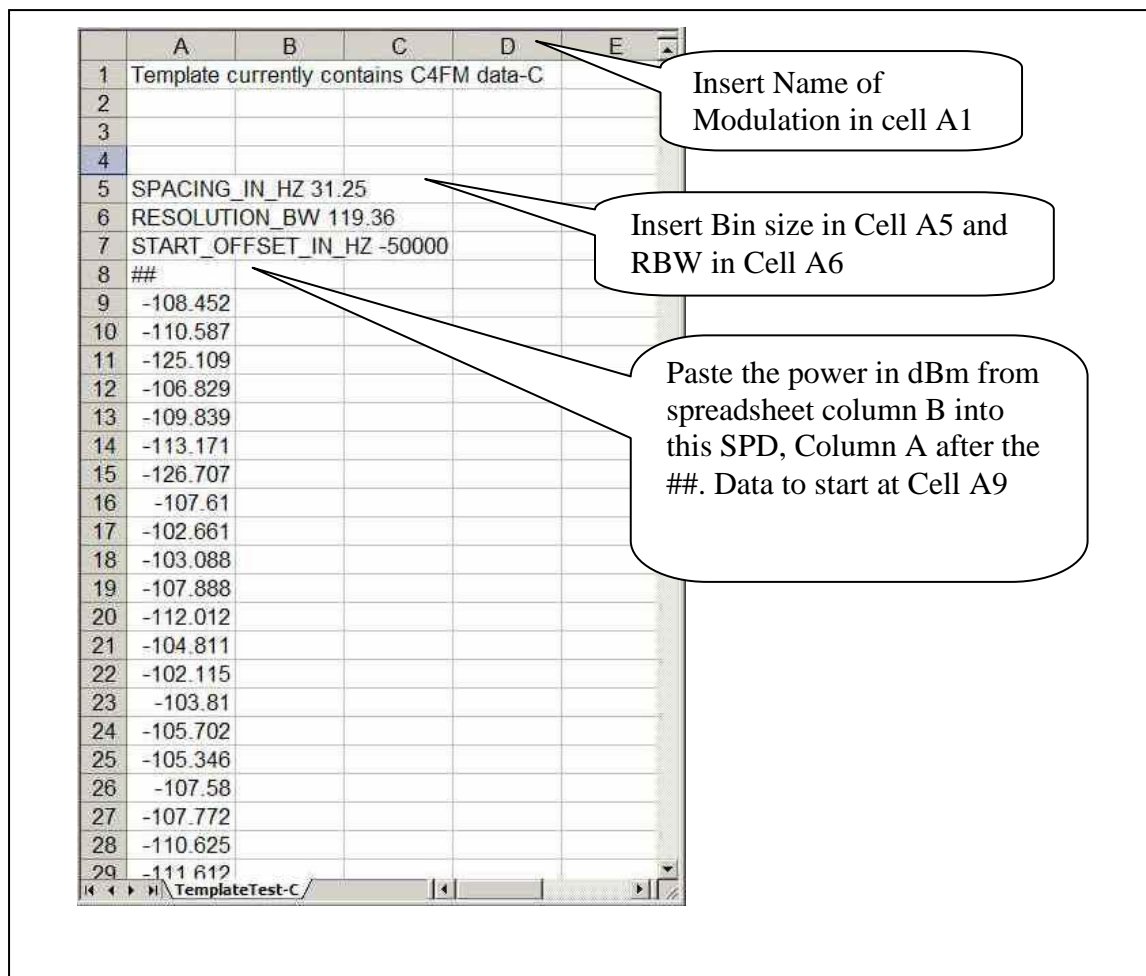 A B C D E
1 Template currently contains C4FM data-C
2
3
4
5 SPACING_IN_HZ 31.25
6 RESOLUTION_BW 119.36
7 START_OFFSET_IN_HZ -50000
8 ##
9 -108.452
10 -110.587
11 -125.109
12 -106.829
13 -109.839
14 -113.171
15 -126.707
16 -107.61
17 -102.661
18 -103.088
19 -107.888
20 -112.012
21 -104.811
22 -102.115
23 -103.81
24 -105.702
25 -105.346
26 -107.58
27 -107.772
28 -110.625
29 -111.612
TemplateTest-C
Insert Name of
Modulation in cell A1
Insert Bin size in Cell A5 and
RBW in Cell A6
Paste the power in dBm from
spreadsheet column B into
this SPD, Column A after the
##. Data to start at Cell A9